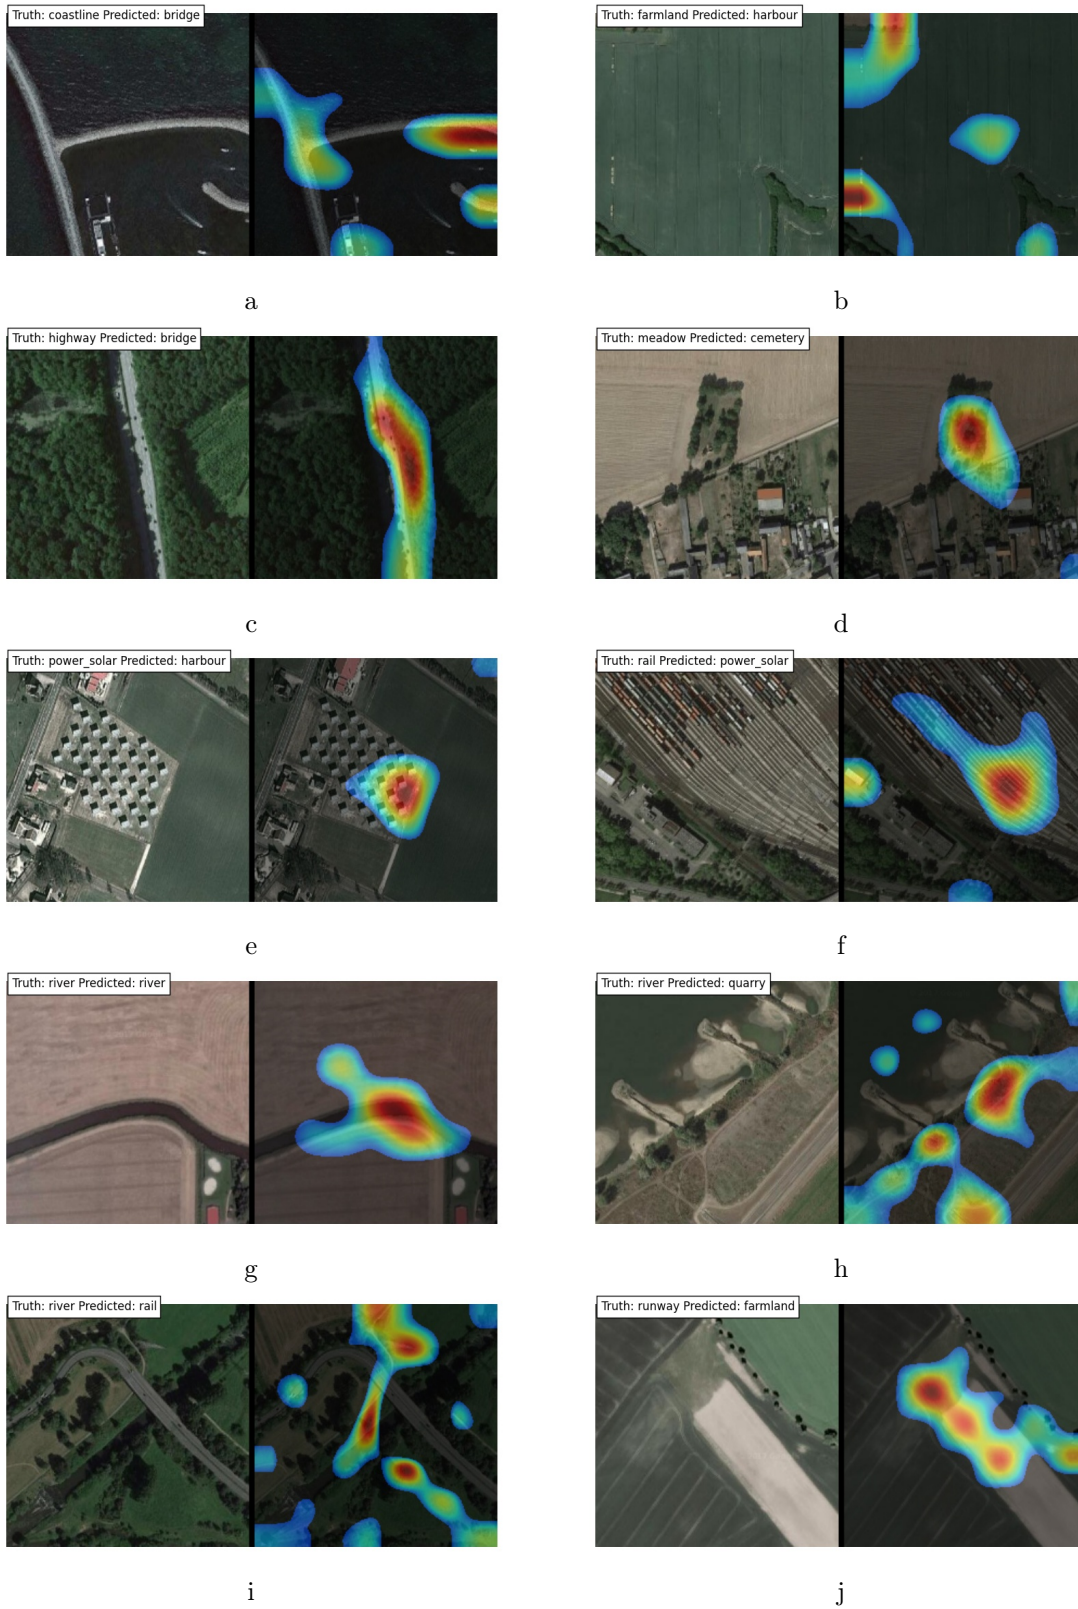 Truth: coastline Predicted: bridge
Truth: farmland Predicted: harbour
a
b
Truth: highway Predicted: bridge
Truth: meadow Predicted: cemetery
c
d
Truth: power_solar Predicted: harbour
Truth: rail Predicted: power_solar
e
f
Truth: river Predicted: river
Truth: river Predicted: quarry
g
h
Truth: river Predicted: rail
Truth: runway Predicted: farmland
i
j